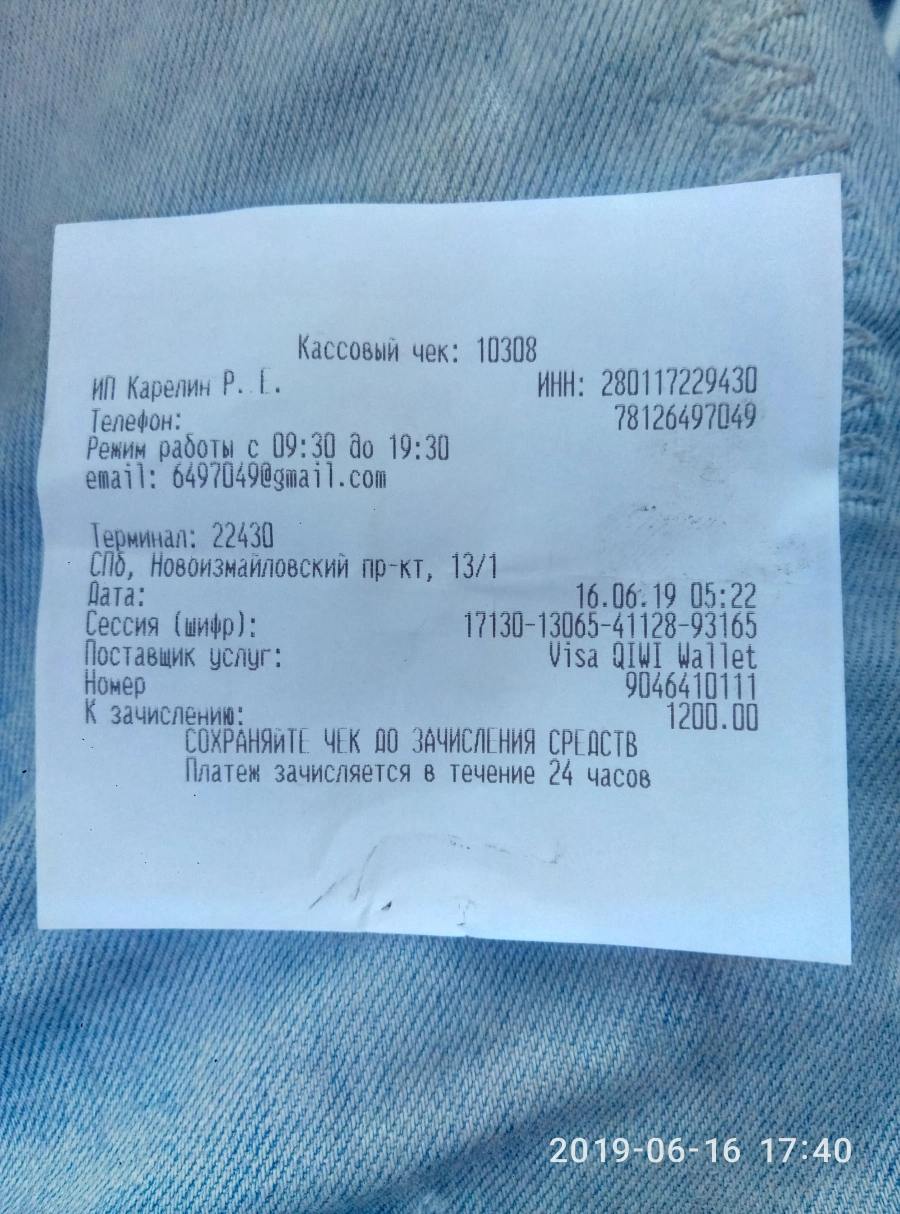 Кассовый чек: 10308
ИП Карелин Р. Е.
ИНН: 280117229430
Телефон: 78126497049
Режим работы с 09:30 до 19:30
email: 6497049@gmail.com
Терминал: 22430
СПб, Новоизмайловский пр-кт, 13/1
Дата: 16.06.19 05:22
Сессия (шифр): 17130-13065-41128-93165
Поставщик услуг: Visa QIWI Wallet
Номер 9046410111
К зачислению: 1200.00
СОХРАНЯЙТЕ ЧЕК ДО ЗАЧИСЛЕНИЯ СРЕДСТВ
Платеж зачисляется в течение 24 часов
2019-06-16 17:40